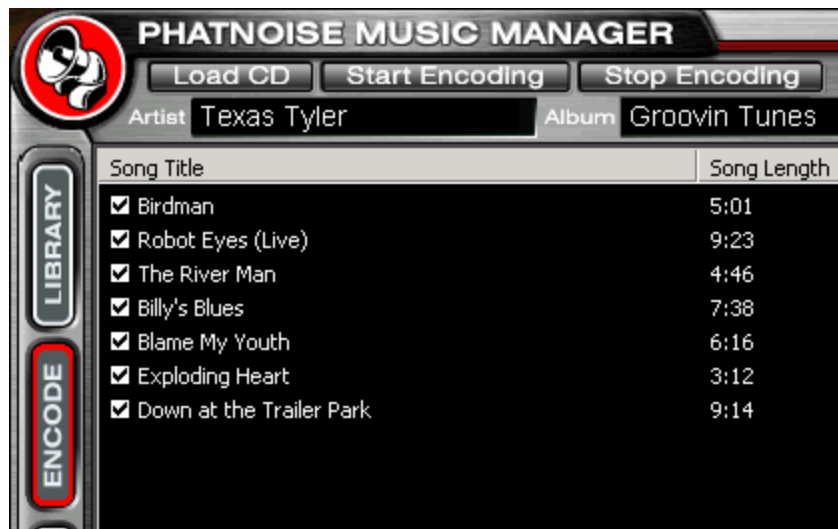 PHATNOISE MUSIC MANAGER
Load CD Start Encoding Stop Encoding
Artist Texas Tyler Album Groovin Tunes
LIBRARY
ENCODE
Song Title Song Length
Birdman 5:01
Robot Eyes (Live) 9:23
The River Man 4:46
Billy's Blues 7:38
Blame My Youth 6:16
Exploding Heart 3:12
Down at the Trailer Park 9:14